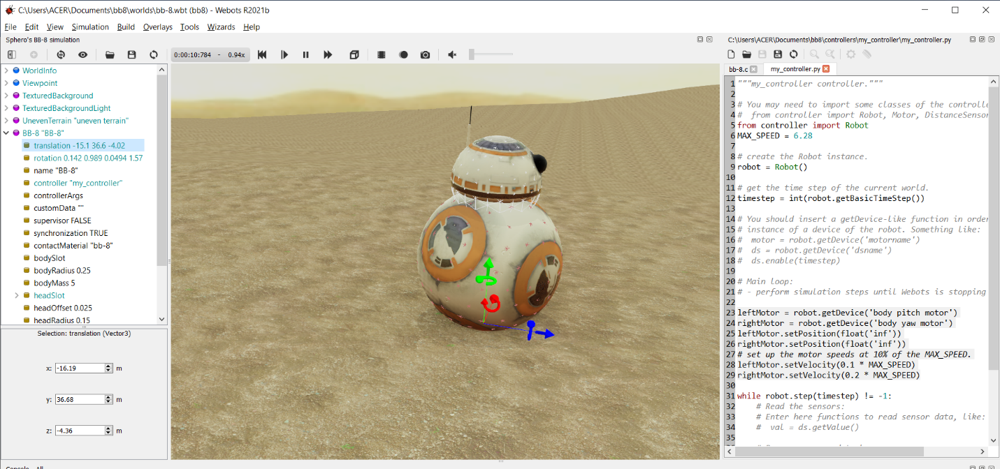 C:\Users\ACER\Documents\bb8\worlds\bb-8.wbt (bb8) - Webots R2021b
File Edit View Simulation Build Overlays Tools Wizards Help
Sphero's BB-8 simulation
0:00:10:784 - 0.94x
WorldInfo
Viewpoint
TexturedBackground
TexturedBackgroundLight
UnevenTerrain "uneven terrain"
BB-8 "BB-8"
translation -15.1 36.6 -4.02
rotation 0.142 0.989 0.0494 1.57
name "BB-8"
controller "my_controller"
controllerArgs
customData ""
supervisor FALSE
synchronization TRUE
contactMaterial "bb-8"
bodySlot
bodyRadius 0.25
bodyMass 5
headSlot
headOffset 0.025
headRadius 0.15
Selection: translation (Vector3)
x: -16.19 m
y: 36.68 m
z: -4.36 m
Console - All
C:\Users\ACER\Documents\bb8\controllers\my_controller\my_controller.py
bb-8.c my_controller.py
1 """my_controller controller."""
2
3 # You may need to import some classes of the controlle
4 #  from controller import Robot, Motor, DistanceSensor
5 from controller import Robot
6 MAX_SPEED = 6.28
7
8 # create the Robot instance.
9 robot = Robot()
10
11 # get the time step of the current world.
12 timestep = int(robot.getBasicTimeStep())
13
14 # You should insert a getDevice-like function in order
15 # instance of a device of the robot. Something like:
16 #  motor = robot.getDevice('motorname')
17 #  ds = robot.getDevice('dsname')
18 #  ds.enable(timestep)
19
20 # Main loop:
21 # - perform simulation steps until Webots is stopping
22
23 leftMotor = robot.getDevice('body pitch motor')
24 rightMotor = robot.getDevice('body yaw motor')
25 leftMotor.setPosition(float('inf'))
26 rightMotor.setPosition(float('inf'))
27 # set up the motor speeds at 10% of the MAX_SPEED.
28 leftMotor.setVelocity(0.1 * MAX_SPEED)
29 rightMotor.setVelocity(0.2 * MAX_SPEED)
30
31 while robot.step(timestep) != -1:
32     # Read the sensors:
33     # Enter here functions to read sensor data, like:
34     #  val = ds.getValue()
35